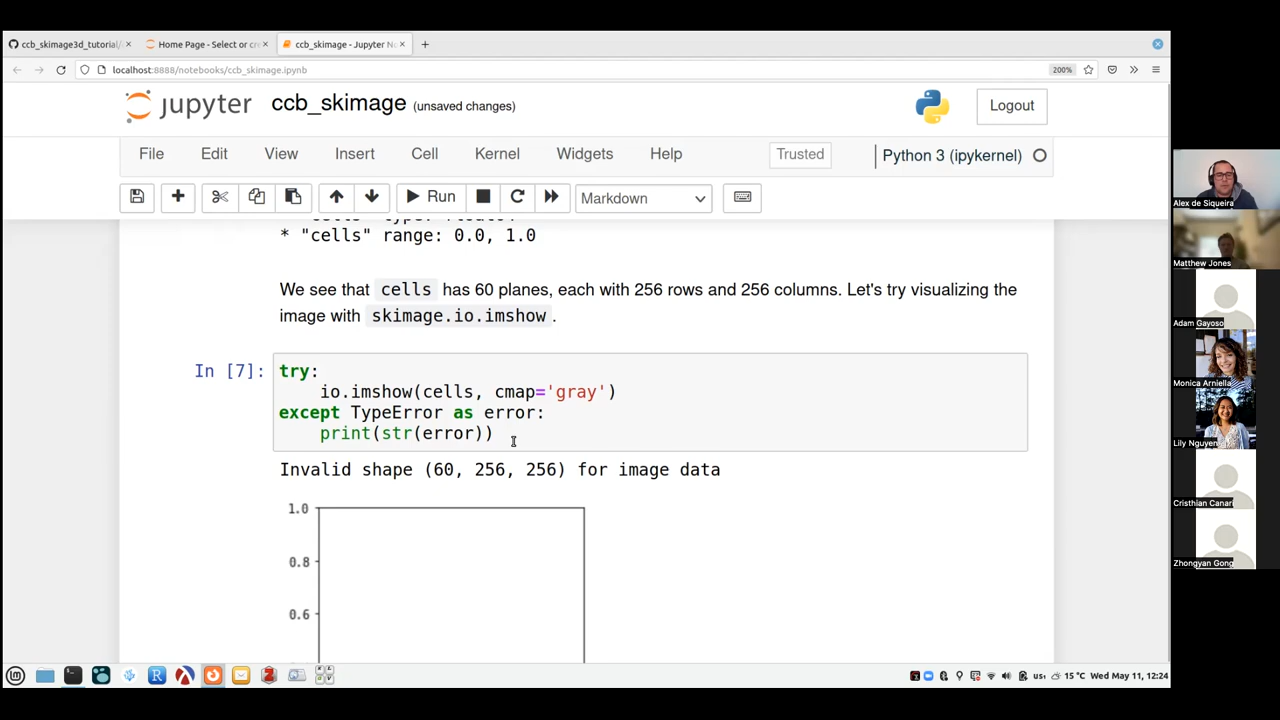 ccb_skimage3d_tutorial/
Home Page - Select or cre
ccb_skimage - Jupyter N
localhost:8888/notebooks/ccb_skimage.ipynb
200%
jupyter
ccb_skimage (unsaved changes)
Logout
File Edit View Insert Cell Kernel Widgets Help
Trusted
Python 3 (ipykernel)
Run
Markdown
* "cells" range: 0.0, 1.0
We see that cells has 60 planes, each with 256 rows and 256 columns. Let's try visualizing the
image with skimage.io.imshow.
In [7]:
try:
io.imshow(cells, cmap='gray')
except TypeError as error:
print(str(error))
Invalid shape (60, 256, 256) for image data
1.0
0.8
0.6
Alex de Siqueira
Matthew Jones
Adam Gayoso
Monica Arniella
Lily Nguyen
Cristhian Canari
Zhongyan Gong
15 °C Wed May 11, 12:24